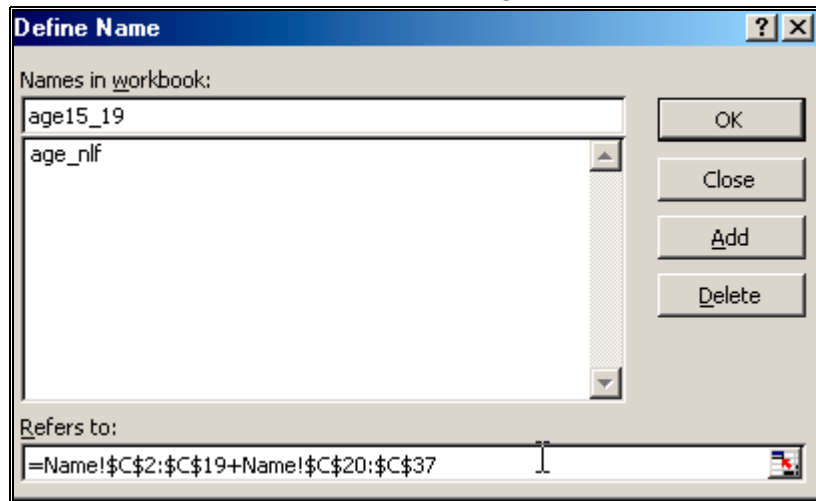 Define Name
Names in workbook:
age15_19
OK
age_nlf
Close
Add
Delete
Refers to:
=Name!$C$2:$C$19+Name!$C$20:$C$37